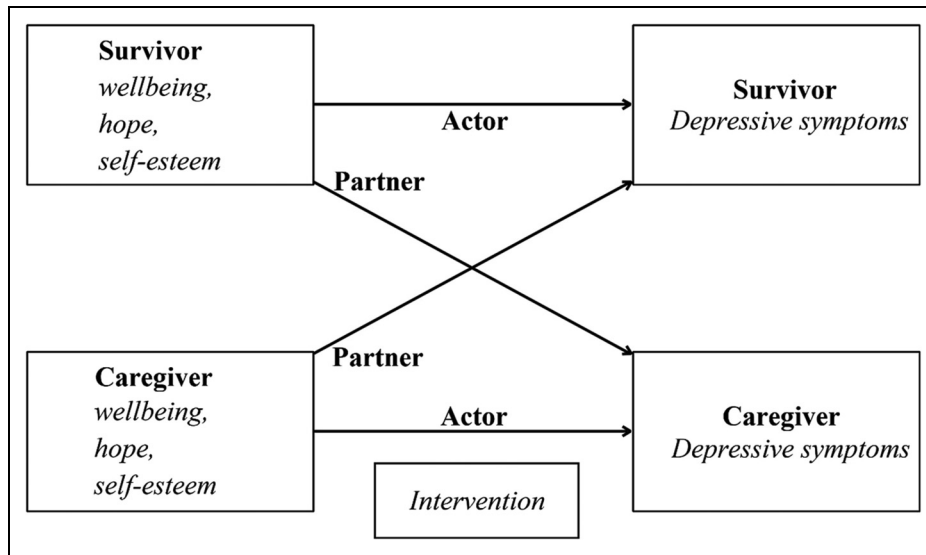 Survivor
wellbeing,
hope,
self-esteem
Actor
Survivor
Depressive symptoms
Partner
Partner
Caregiver
wellbeing,
hope,
self-esteem
Actor
Caregiver
Depressive symptoms
Intervention